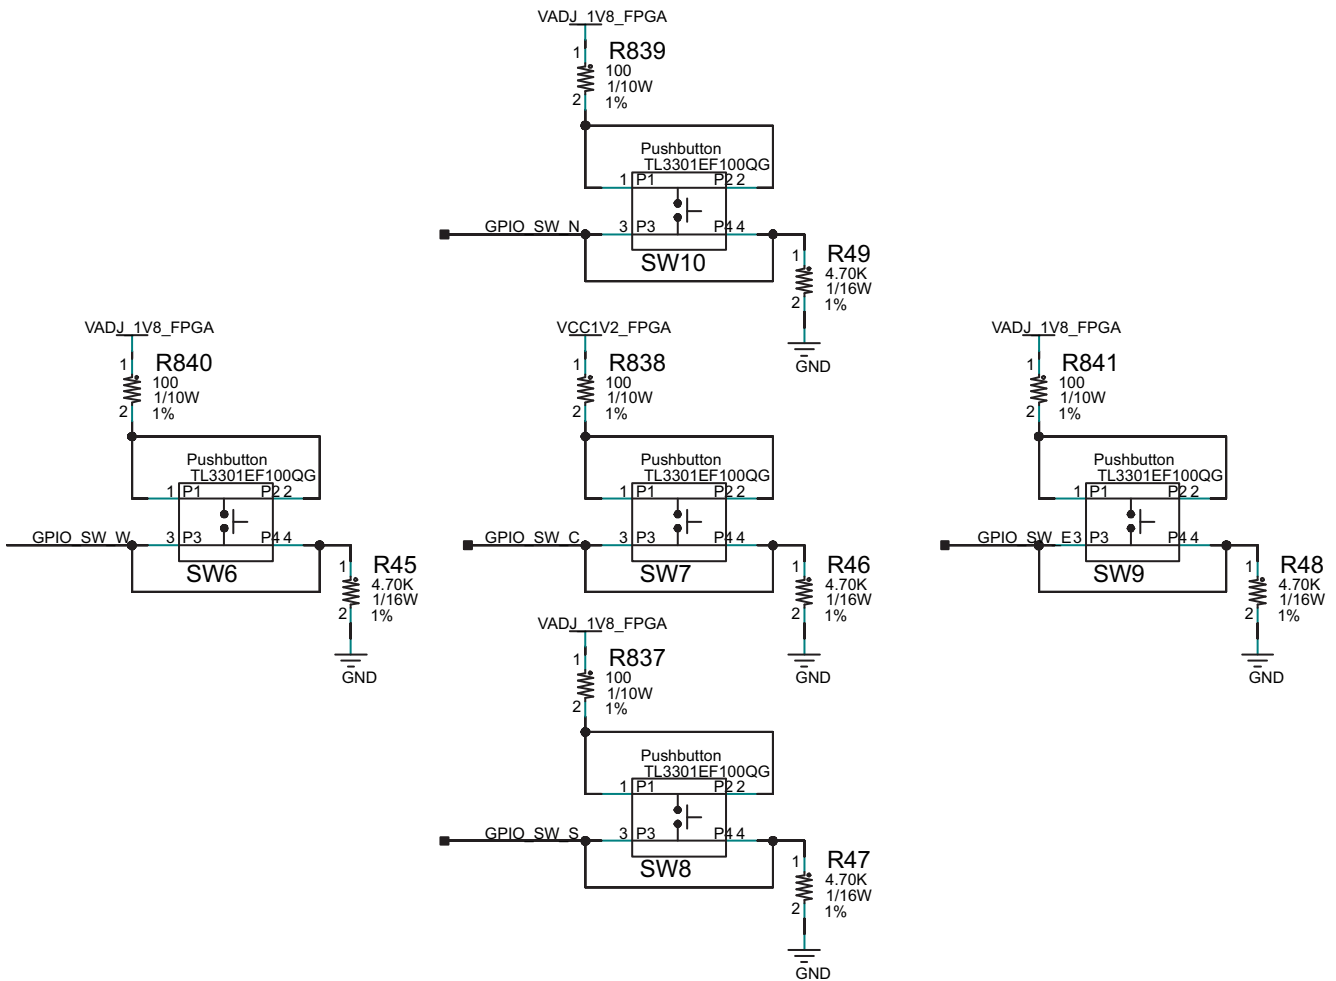 VADJ_1V8_FPGA
1
R839
100
1/10W
2
1%
Pushbutton
TL3301EF100QG
1 P1 P2 2
GPIO_SW_N 3 P3 P4 4
SW10
1
R49
4.70K
1/16W
2
1%
GND
VADJ_1V8_FPGA
1
R840
100
1/10W
2
1%
Pushbutton
TL3301EF100QG
1 P1 P2 2
GPIO_SW_W 3 P3 P4 4
SW6
1
R45
4.70K
1/16W
2
1%
GND
VCC1V2_FPGA
1
R838
100
1/10W
2
1%
Pushbutton
TL3301EF100QG
1 P1 P2 2
GPIO_SW_C 3 P3 P4 4
SW7
1
R46
4.70K
1/16W
2
1%
GND
VADJ_1V8_FPGA
1
R841
100
1/10W
2
1%
Pushbutton
TL3301EF100QG
1 P1 P2 2
GPIO_SW_E 3 P3 P4 4
SW9
1
R48
4.70K
1/16W
2
1%
GND
VADJ_1V8_FPGA
1
R837
100
1/10W
2
1%
Pushbutton
TL3301EF100QG
1 P1 P2 2
GPIO_SW_S 3 P3 P4 4
SW8
1
R47
4.70K
1/16W
2
1%
GND